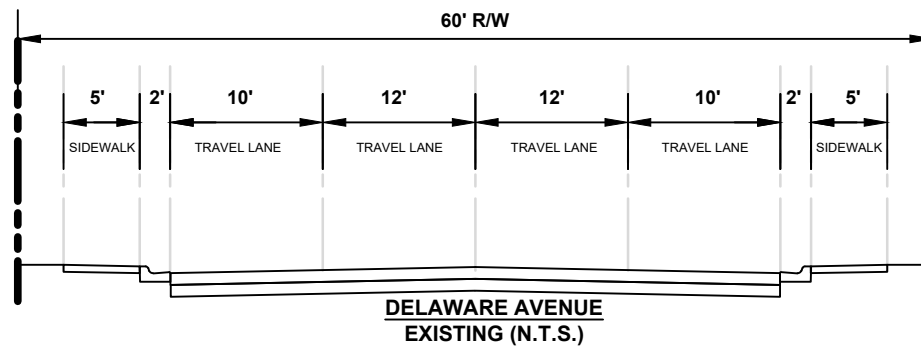 60' R/W
5' 2' 10' 12' 12' 10' 2' 5'
SIDEWALK TRAVEL LANE TRAVEL LANE TRAVEL LANE TRAVEL LANE SIDEWALK
DELAWARE AVENUE
EXISTING (N.T.S.)